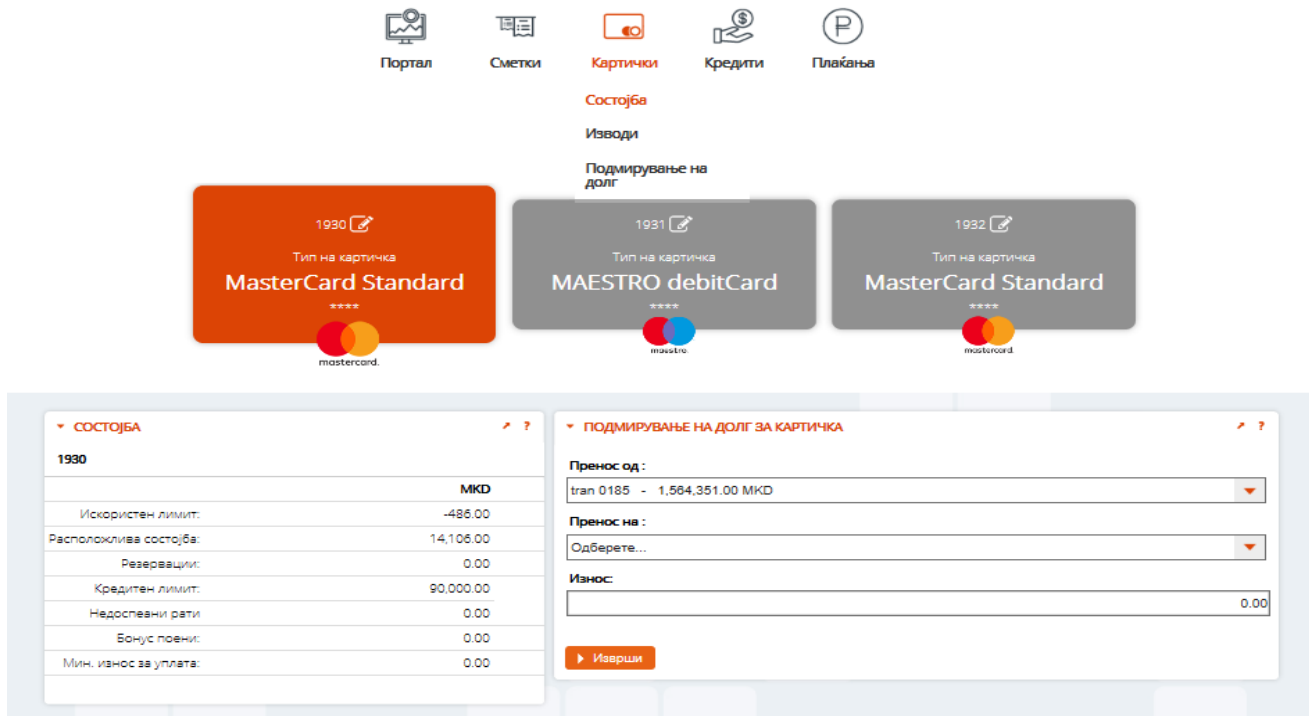 Портал
Сметки
Картички
Кредити
Плаќања
Состојба
Изводи
Подмирување на
долг
1930
Тип на картичка
MasterCard Standard
****
mastercard.
1931
Тип на картичка
MAESTRO debitCard
****
maestro.
1932
Тип на картичка
MasterCard Standard
****
mastercard.
СОСТОЈБА ?
1930
MKD
Искористен лимит: -486.00
Расположлива состојба: 14,106.00
Резервации: 0.00
Кредитен лимит: 90,000.00
Недоспеани рати 0.00
Бонус поени: 0.00
Мин. износ за уплата: 0.00
ПОДМИРУВАЊЕ НА ДОЛГ ЗА КАРТИЧКА ?
Пренос од :
tran 0185 - 1,564,351.00 MKD
Пренос на :
Одберете...
Износ:
0.00
Изврши